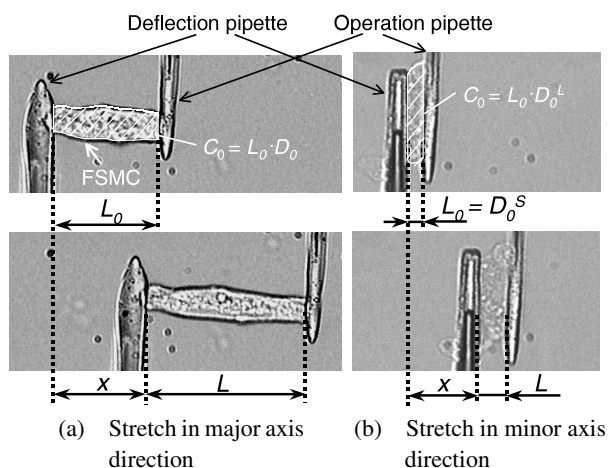 Deflection pipette Operation pipette
C₀ = L₀·D₀
FSMC
L₀
x L
(a) Stretch in major axis
direction
C₀ = L₀·D₀ᴸ
L₀ = D₀ˢ
x L
(b) Stretch in minor axis
direction